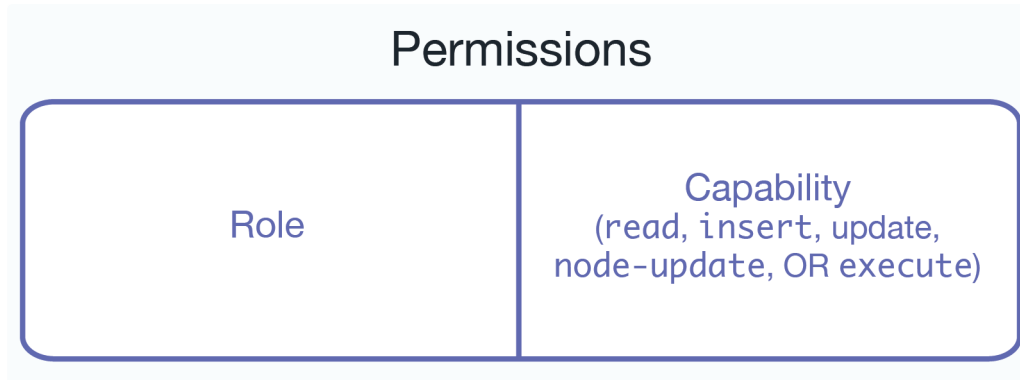 Permissions
Role
Capability
(read, insert, update,
node-update, OR execute)